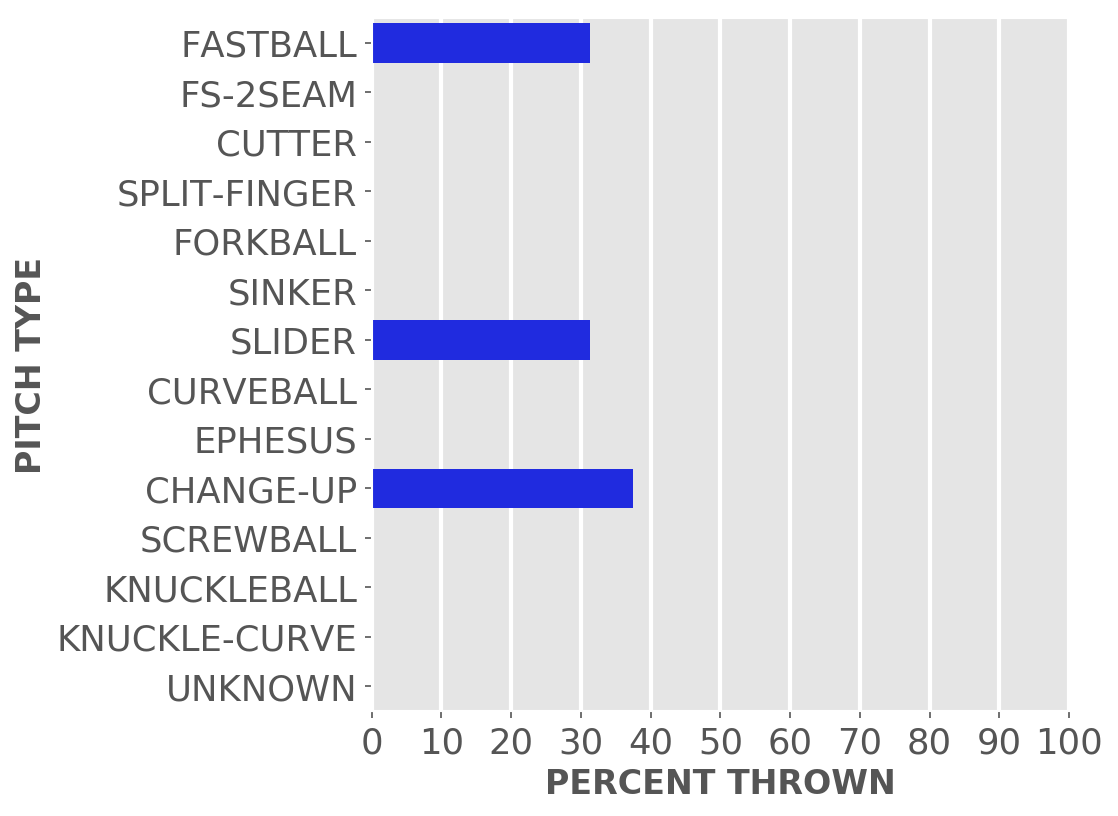 FASTBALL
FS-2SEAM
CUTTER
SPLIT-FINGER
FORKBALL
SINKER
SLIDER
CURVEBALL
EPHESUS
CHANGE-UP
SCREWBALL
KNUCKLEBALL
KNUCKLE-CURVE
UNKNOWN
PITCH TYPE
0 10 20 30 40 50 60 70 80 90 100
PERCENT THROWN